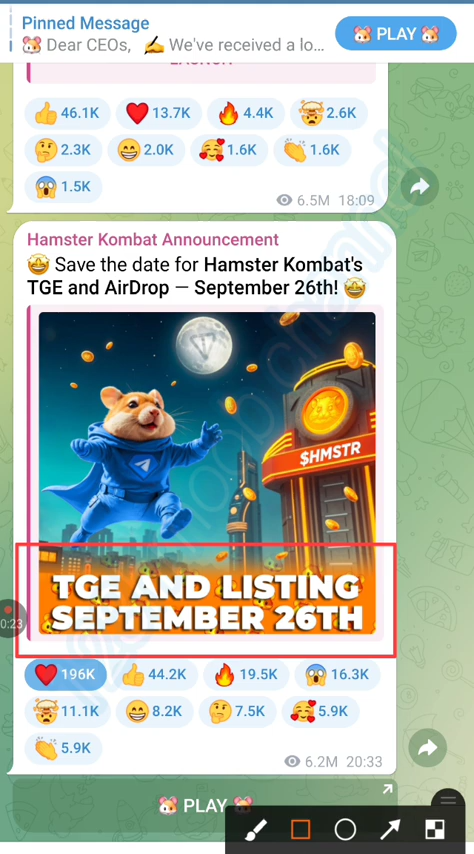 Pinned Message
🐹 Dear CEOs, ✍️ We've received a lo...
🐹 PLAY 🐹
👍 46.1K ❤️ 13.7K 🔥 4.4K 🤯 2.6K
🤔 2.3K 😁 2.0K 🥰 1.6K 👏 1.6K
😱 1.5K
6.5M 18:09
Hamster Kombat Announcement
🤩 Save the date for Hamster Kombat's
TGE and AirDrop — September 26th! 🤩
$HMSTR
TGE AND LISTING
SEPTEMBER 26TH
0:23
❤️ 196K 👍 44.2K 🔥 19.5K 😱 16.3K
🤯 11.1K 😁 8.2K 🤔 7.5K 🥰 5.9K
👏 5.9K
6.2M 20:33
🐹 PLAY 🐹